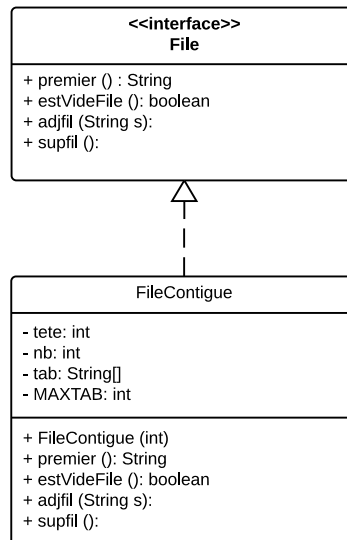 <<interface>>
File
+ premier () : String
+ estVideFile (): boolean
+ adjfil (String s):
+ supfil ():
FileContigue
- tete: int
- nb: int
- tab: String[]
- MAXTAB: int
+ FileContigue (int)
+ premier (): String
+ estVideFile (): boolean
+ adjfil (String s):
+ supfil ():